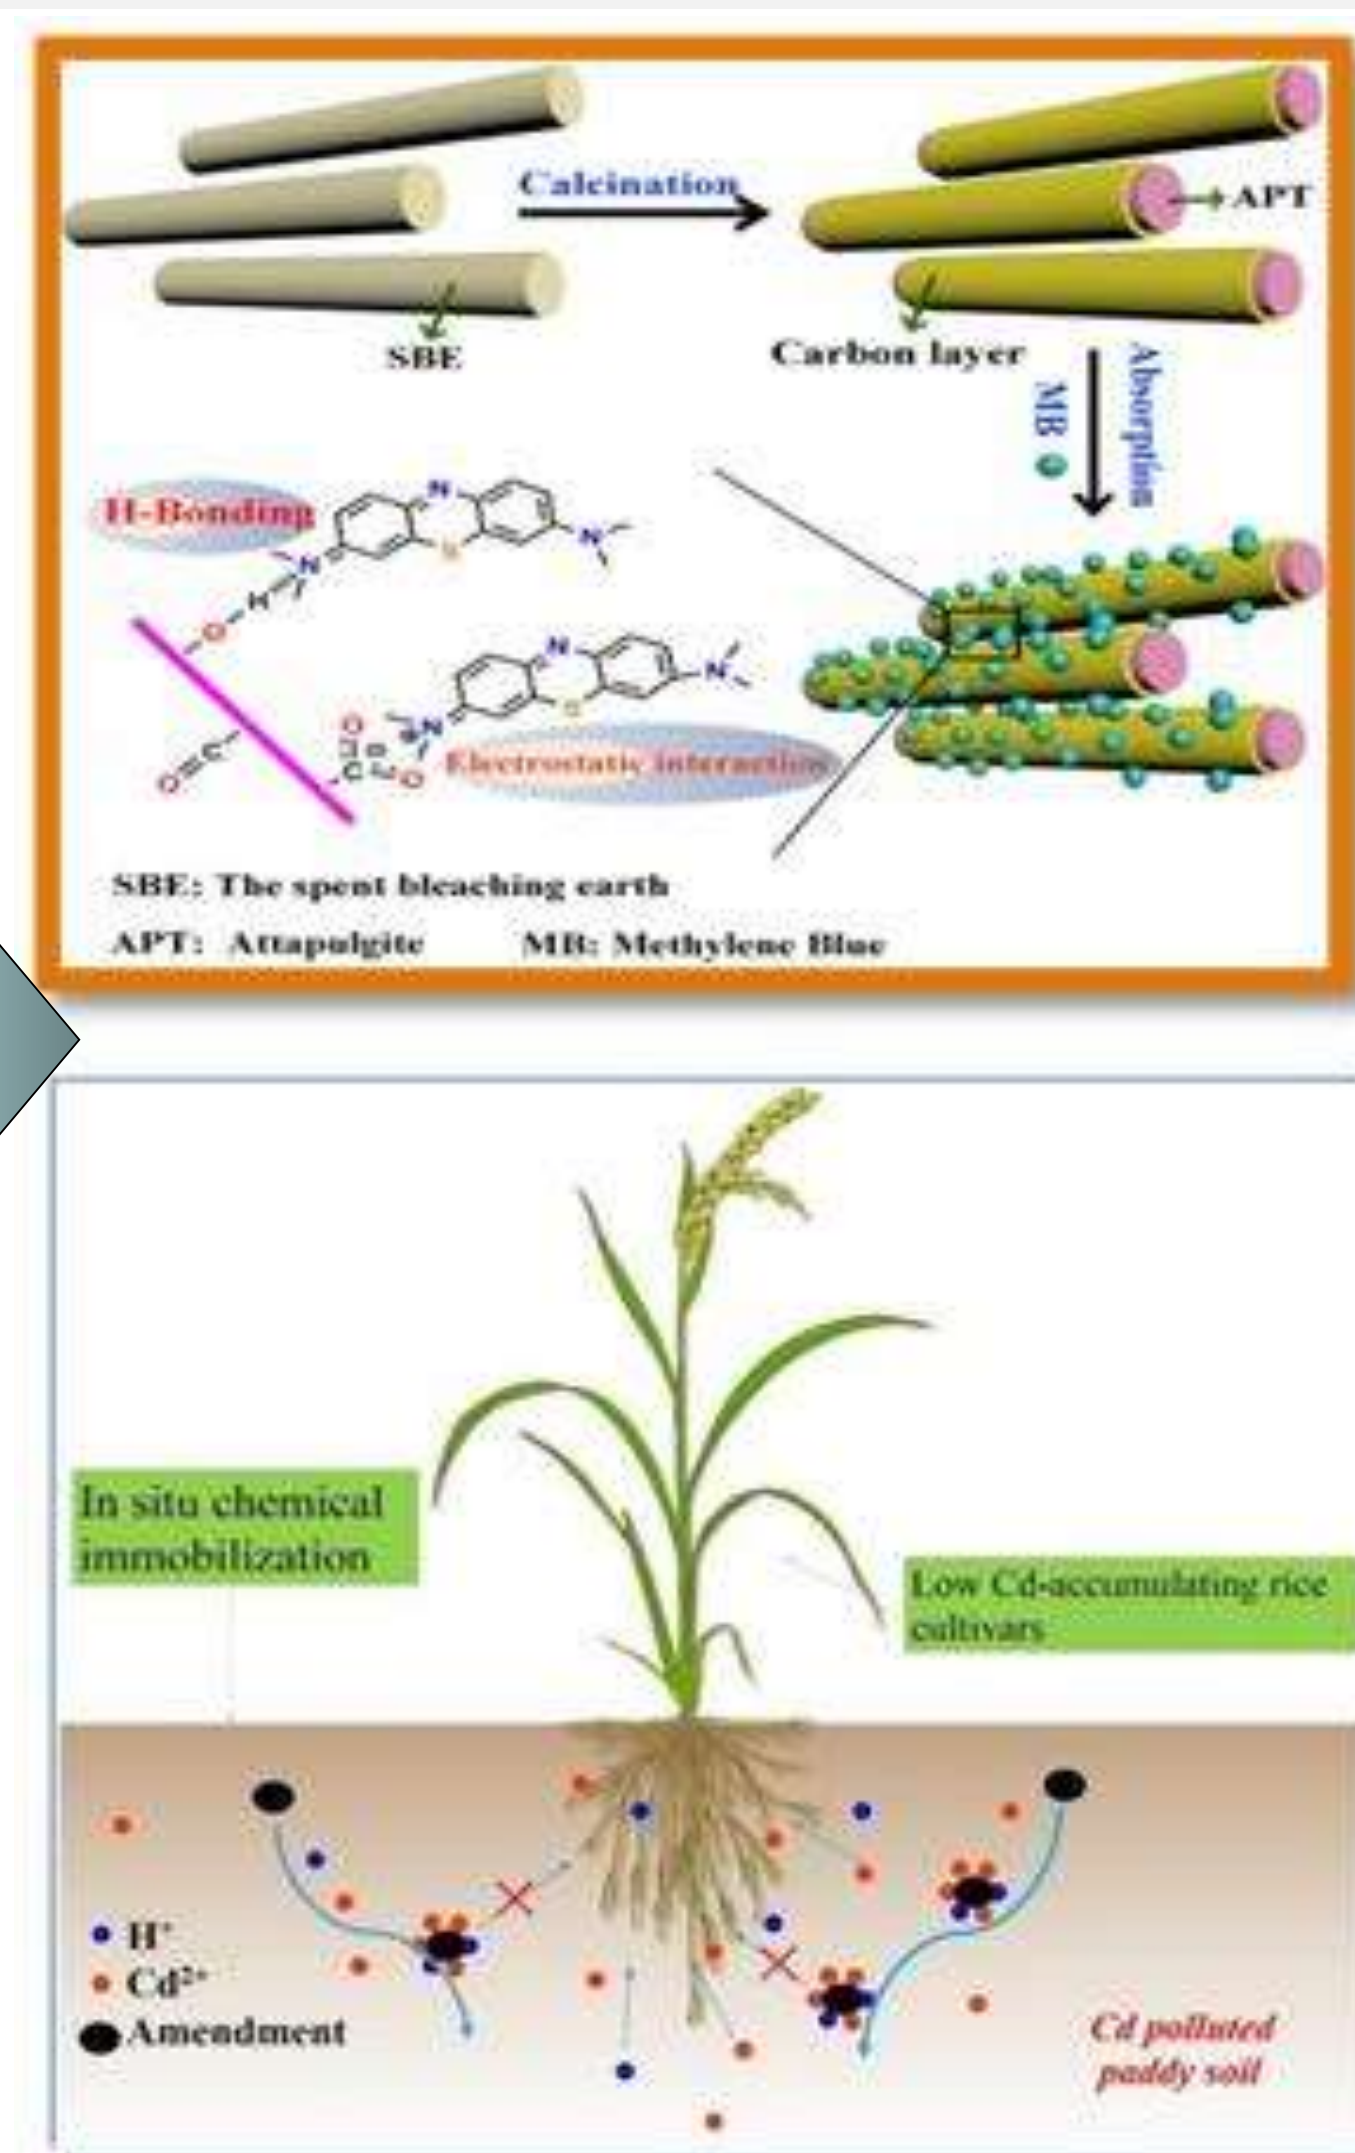 Calcination
APT
SBE
Carbon layer
MB
Absorption
H-Bonding
N
S
N
N
H
O
N
S
N
N
O
C
O
O
C
Electrostatic interaction
SBE: The spent bleaching earth
APT: Attapulgite MB: Methylene Blue
In situ chemical
immobilization
Low Cd-accumulating rice
cultivars
H⁺
Cd²⁺
Amendment
Cd polluted
paddy soil